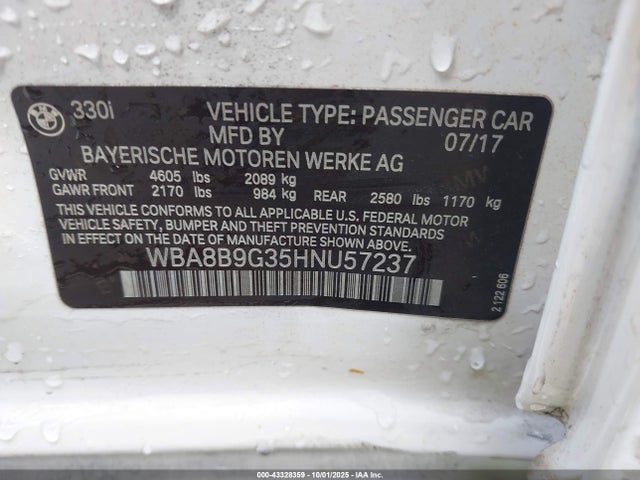 BMW 330i VEHICLE TYPE: PASSENGER CAR
MFD BY 07/17
BAYERISCHE MOTOREN WERKE AG
GVWR 4605 lbs 2089 kg
GAWR FRONT 2170 lbs 984 kg REAR 2580 lbs 1170 kg
THIS VEHICLE CONFORMS TO ALL APPLICABLE U.S. FEDERAL MOTOR
VEHICLE SAFETY, BUMPER, AND THEFT PREVENTION STANDARDS
IN EFFECT ON THE DATE OF MANUFACTURE SHOWN ABOVE.
WBA8B9G35HNU57237
2 122 606
000-43328359 - 10/01/2025 - IAAI.COM